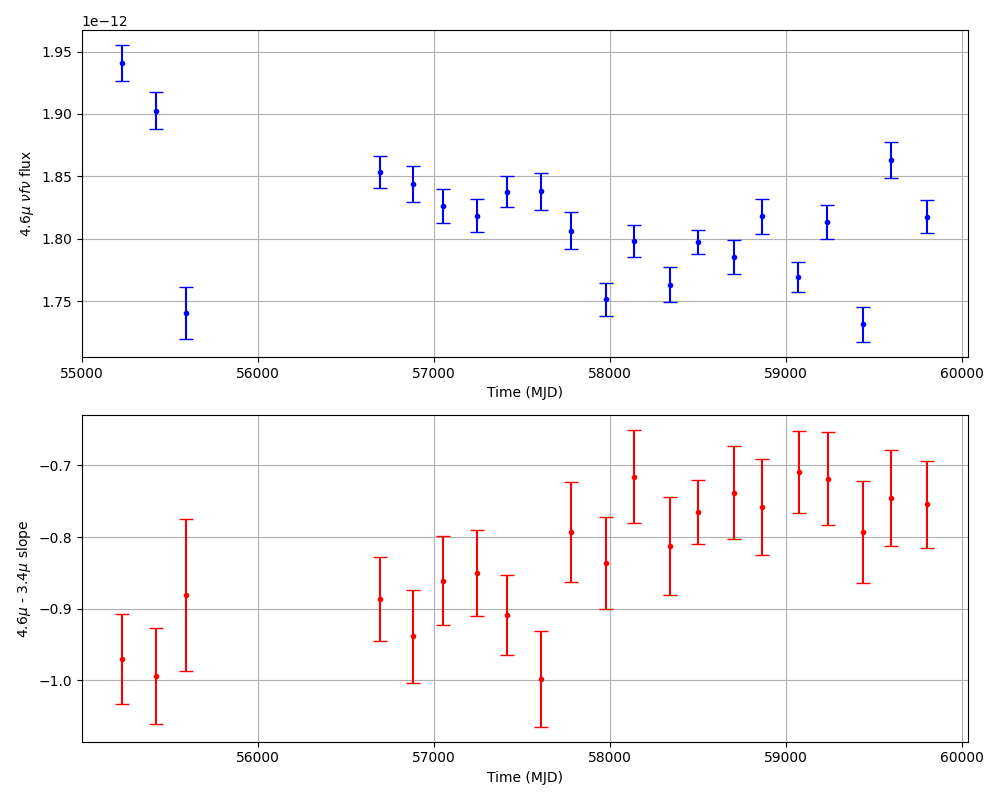 1e−12
1.95
1.90
1.85
1.80
1.75
4.6μ νfν flux
55000 56000 57000 58000 59000 60000
Time (MJD)
−0.7
−0.8
−0.9
−1.0
4.6μ - 3.4μ slope
56000 57000 58000 59000 60000
Time (MJD)